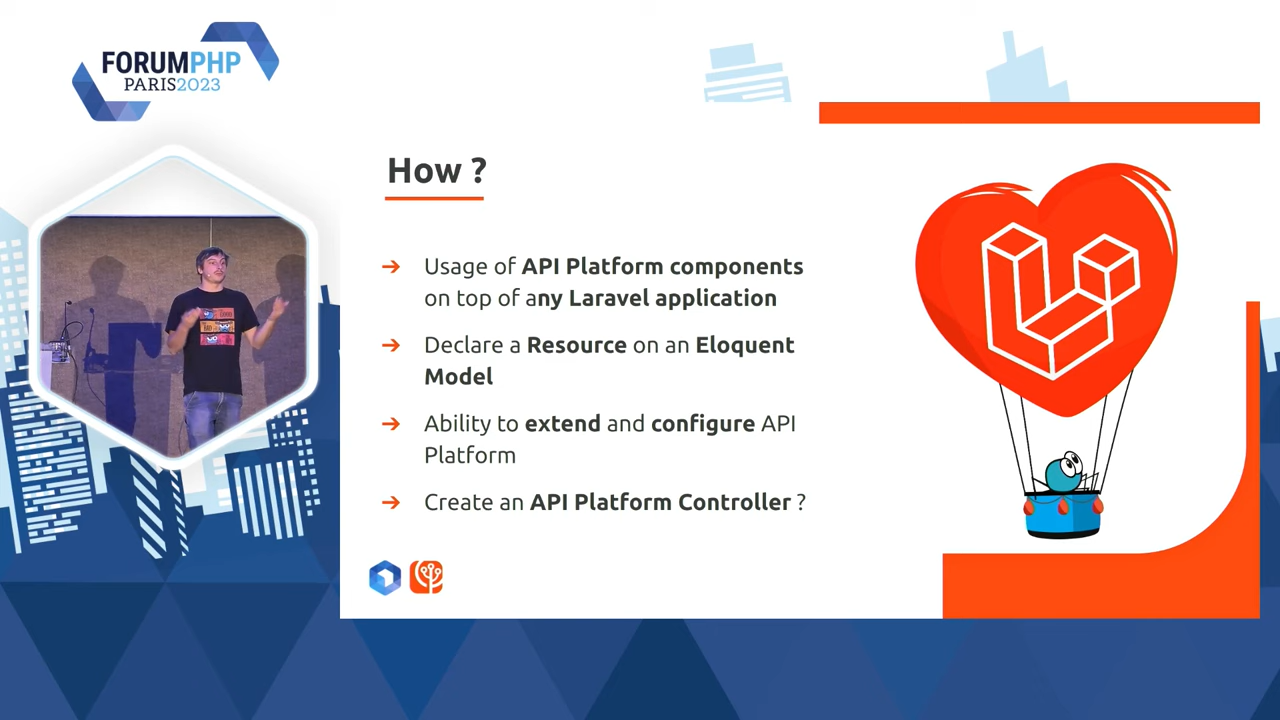 FORUMPHP
PARIS2023
How ?
➔ Usage of API Platform components
on top of any Laravel application
➔ Declare a Resource on an Eloquent
Model
➔ Ability to extend and configure API
Platform
➔ Create an API Platform Controller ?